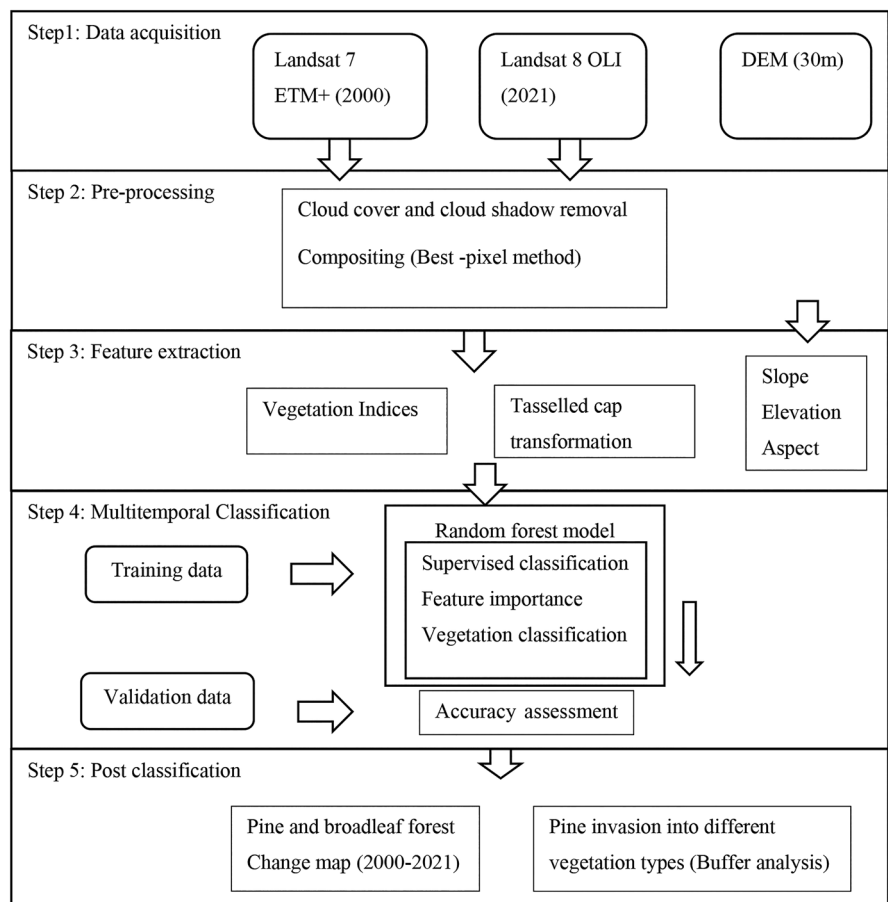 Step1: Data acquisition
Landsat 7
ETM+ (2000)
Landsat 8 OLI
(2021)
DEM (30m)
Step 2: Pre-processing
Cloud cover and cloud shadow removal
Compositing (Best -pixel method)
Step 3: Feature extraction
Vegetation Indices
Tasselled cap
transformation
Slope
Elevation
Aspect
Step 4: Multitemporal Classification
Random forest model
Supervised classification
Feature importance
Vegetation classification
Training data
Validation data
Accuracy assessment
Step 5: Post classification
Pine and broadleaf forest
Change map (2000-2021)
Pine invasion into different
vegetation types (Buffer analysis)